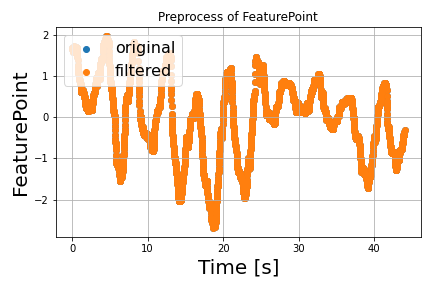 Preprocess of FeaturePoint
original
filtered
FeaturePoint
2
1
0
−1
−2
0
10
20
30
40
Time [s]